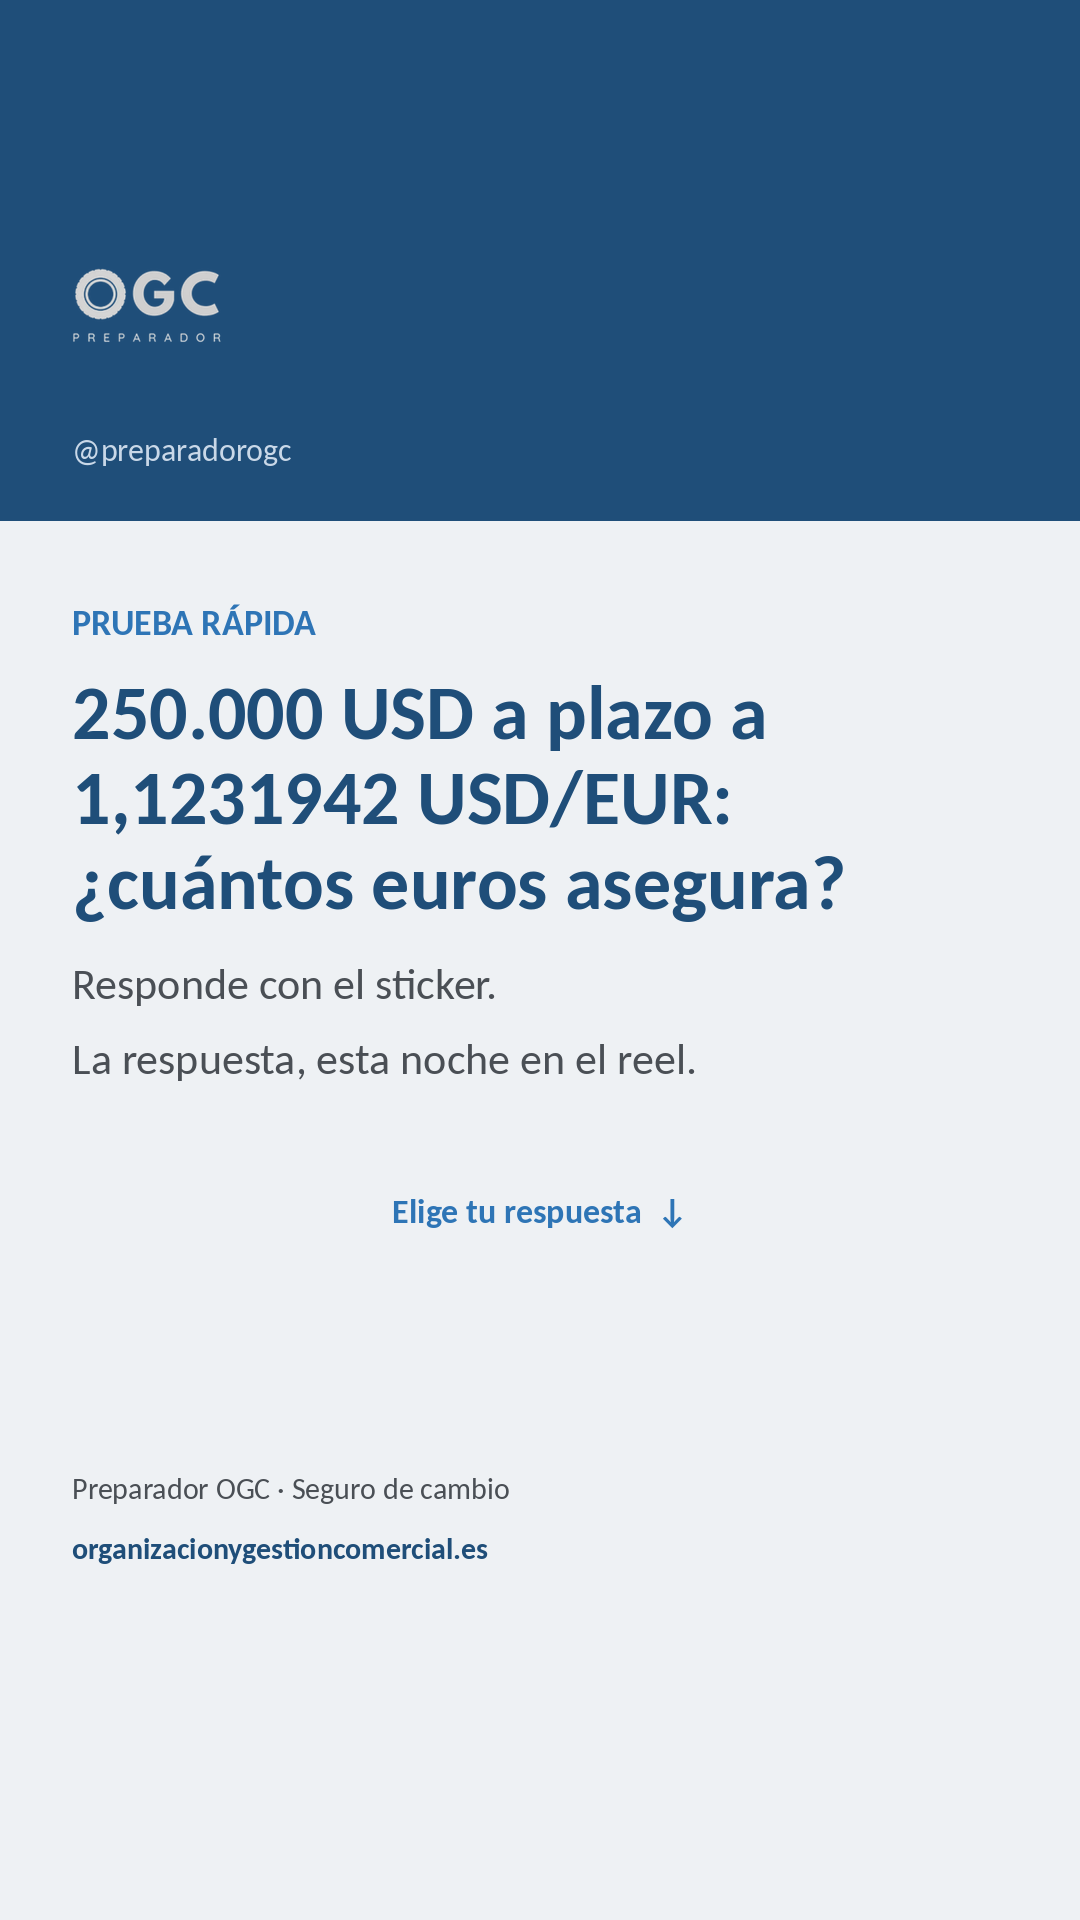 OGC
PREPARADOR
@preparadorogc
PRUEBA RÁPIDA
250.000 USD a plazo a
1,1231942 USD/EUR:
¿cuántos euros asegura?
Responde con el sticker.
La respuesta, esta noche en el reel.
Elige tu respuesta ↓
Preparador OGC · Seguro de cambio
organizacionygestioncomercial.es